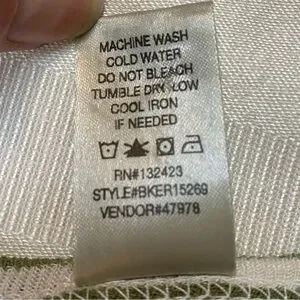 MACHINE WASH
COLD WATER
DO NOT BLEACH
TUMBLE DRY, LOW
COOL IRON
IF NEEDED
RN#132423
STYLE#BKER15269
VENDOR#47978